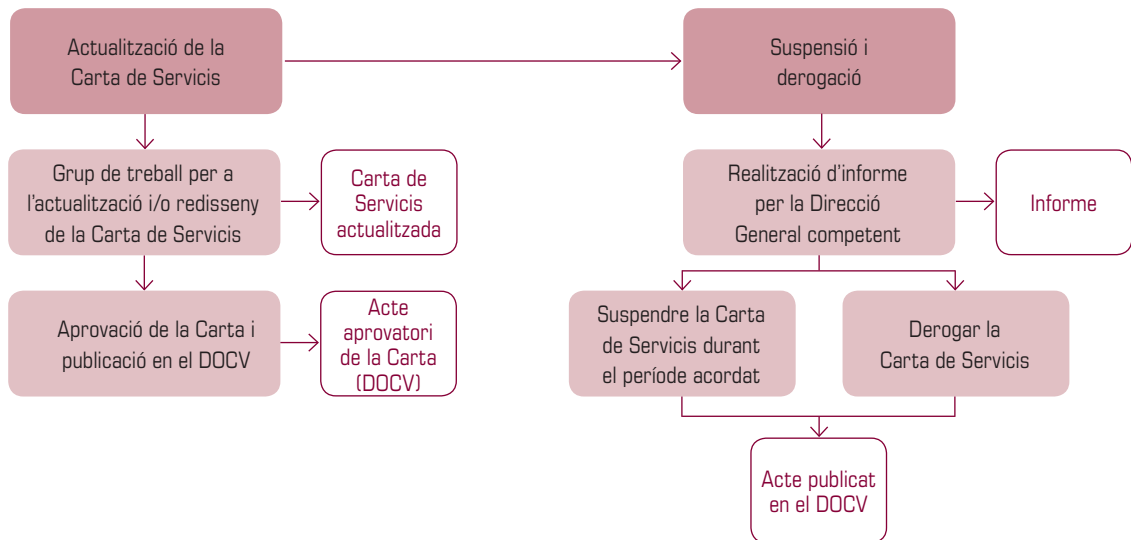 Actualització de la
Carta de Servicis
Suspensió i
derogació
Grup de treball per a
l'actualització i/o redisseny
de la Carta de Servicis
Carta de
Servicis
actualitzada
Realització d'informe
per la Direcció
General competent
Informe
Aprovació de la Carta i
publicació en el DOCV
Acte
aprovatori
de la Carta
(DOCV)
Suspendre la Carta
de Servicis durant
el període acordat
Derogar la
Carta de Servicis
Acte publicat
en el DOCV